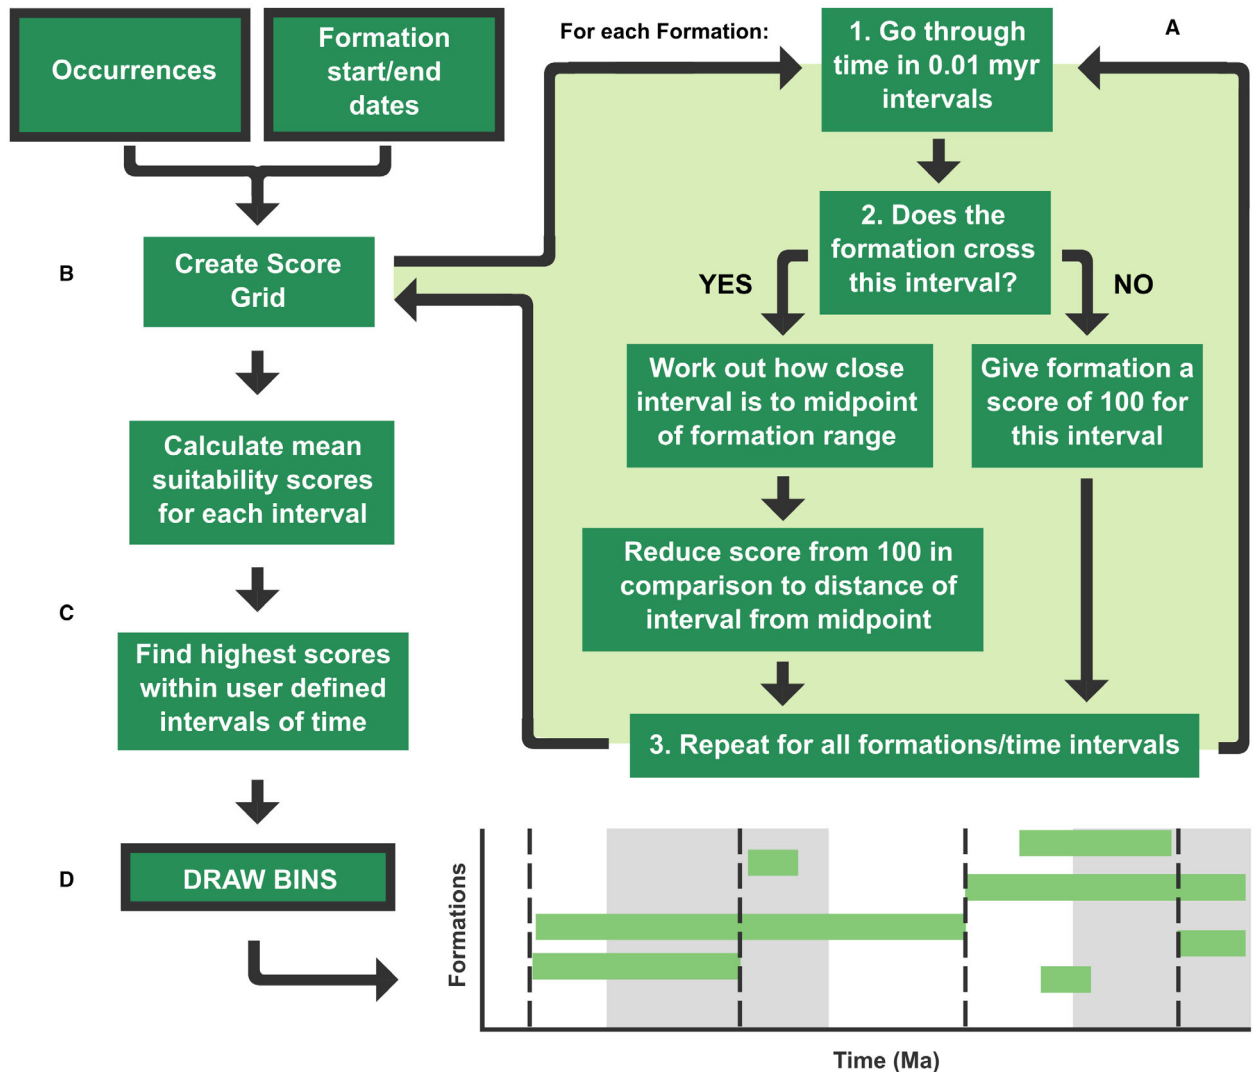 Occurrences
Formation
start/end
dates
For each Formation:
A
1. Go through
time in 0.01 myr
intervals
2. Does the
formation cross
this interval?
YES
NO
B
Create Score
Grid
Work out how close
interval is to midpoint
of formation range
Give formation a
score of 100 for
this interval
Calculate mean
suitability scores
for each interval
Reduce score from 100 in
comparison to distance of
interval from midpoint
C
Find highest scores
within user defined
intervals of time
3. Repeat for all formations/time intervals
D
DRAW BINS
Formations
Time (Ma)